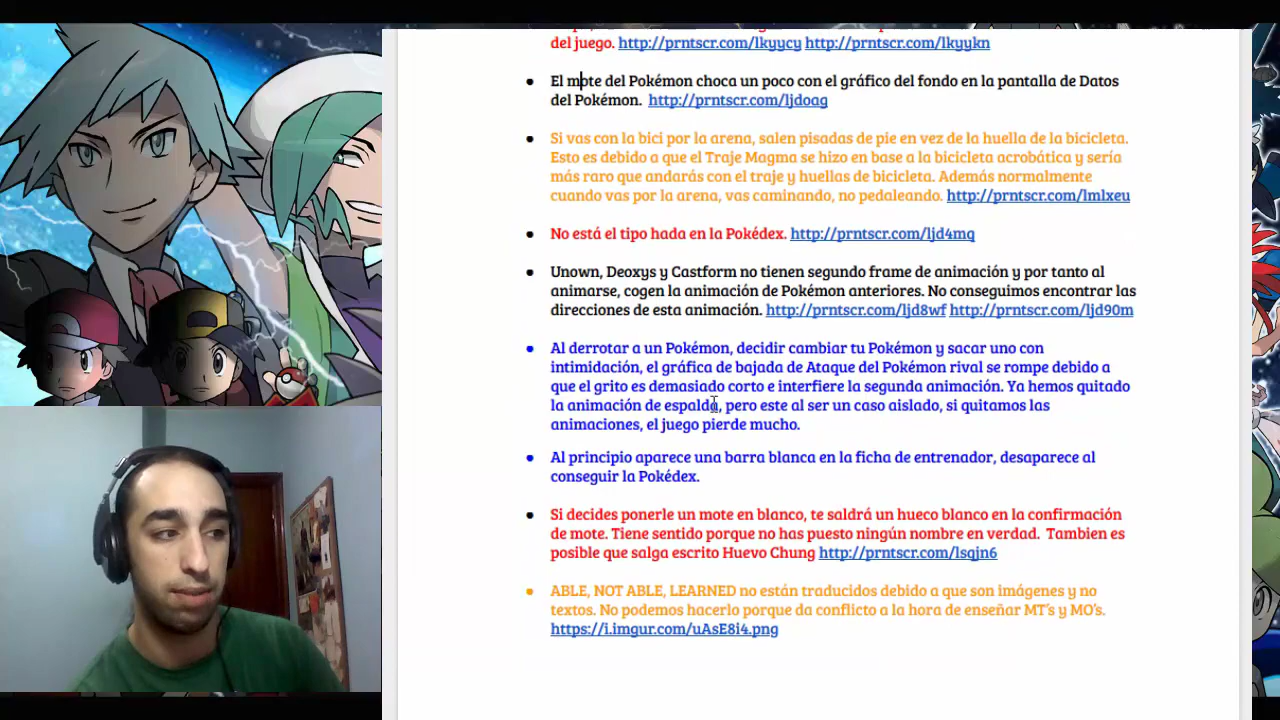 del juego. http://prntscr.com/lkyycy http://prntscr.com/lkyykn
El mote del Pokémon choca un poco con el gráfico del fondo en la pantalla de Datos
del Pokémon. http://prntscr.com/ljdoag
Si vas con la bici por la arena, salen pisadas de pie en vez de la huella de la bicicleta.
Esto es debido a que el Traje Magma se hizo en base a la bicicleta acrobática y sería
más raro que andarás con el traje y huellas de bicicleta. Además normalmente
cuando vas por la arena, vas caminando, no pedaleando. http://prntscr.com/lmlxeu
No está el tipo hada en la Pokédex. http://prntscr.com/ljd4mq
Unown, Deoxys y Castform no tienen segundo frame de animación y por tanto al
animarse, cogen la animación de Pokémon anteriores. No conseguimos encontrar las
direcciones de esta animación. http://prntscr.com/ljd8wf http://prntscr.com/ljd90m
Al derrotar a un Pokémon, decidir cambiar tu Pokémon y sacar uno con
intimidación, el gráfica de bajada de Ataque del Pokémon rival se rompe debido a
que el grito es demasiado corto e interfiere la segunda animación. Ya hemos quitado
la animación de espalda, pero este al ser un caso aislado, si quitamos las
animaciones, el juego pierde mucho.
Al principio aparece una barra blanca en la ficha de entrenador, desaparece al
conseguir la Pokédex.
Si decides ponerle un mote en blanco, te saldrá un hueco blanco en la confirmación
de mote. Tiene sentido porque no has puesto ningún nombre en verdad. Tambien es
posible que salga escrito Huevo Chung http://prntscr.com/lsqjn6
ABLE, NOT ABLE, LEARNED no están traducidos debido a que son imágenes y no
textos. No podemos hacerlo porque da conflicto a la hora de enseñar MT's y MO's.
https://i.imgur.com/uAsE8i4.png